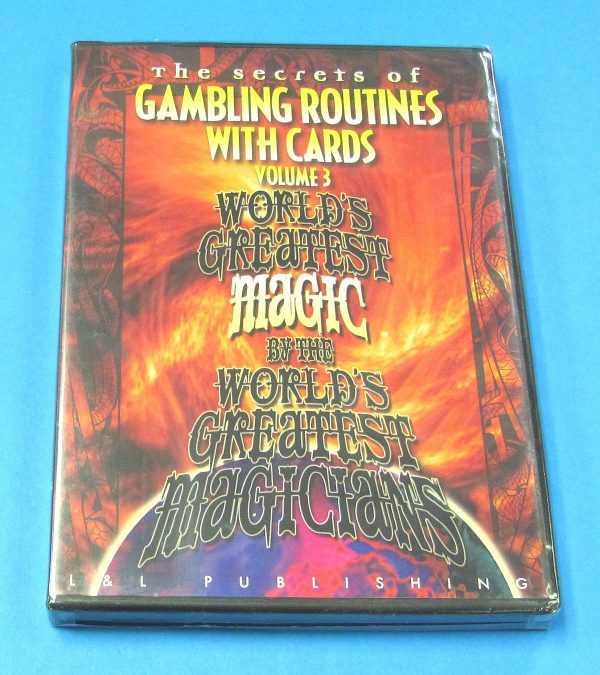 The secrets of
GAMBLING ROUTINES
WITH CARDS
VOLUME 3
WORLD'S
GREATEST
MAGIC
BY THE
WORLD'S
GREATEST
MAGICIANS
L&L PUBLISHING